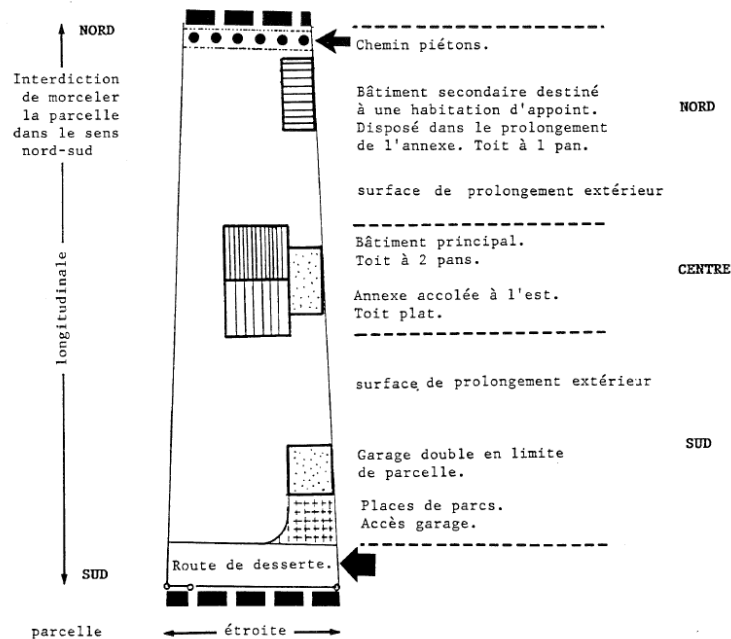 NORD
Interdiction
de morceler
la parcelle
dans le sens
nord-sud
longitudinale
SUD
parcelle
étroite
Route de desserte.
Chemin piétons.
Bâtiment secondaire destiné
à une habitation d'appoint.
Disposé dans le prolongement
de l'annexe. Toit à 1 pan.
surface de prolongement extérieur
NORD
Bâtiment principal.
Toit à 2 pans.
Annexe accolée à l'est.
Toit plat.
CENTRE
surface de prolongement extérieur
Garage double en limite
de parcelle.
Places de parcs.
Accès garage.
SUD